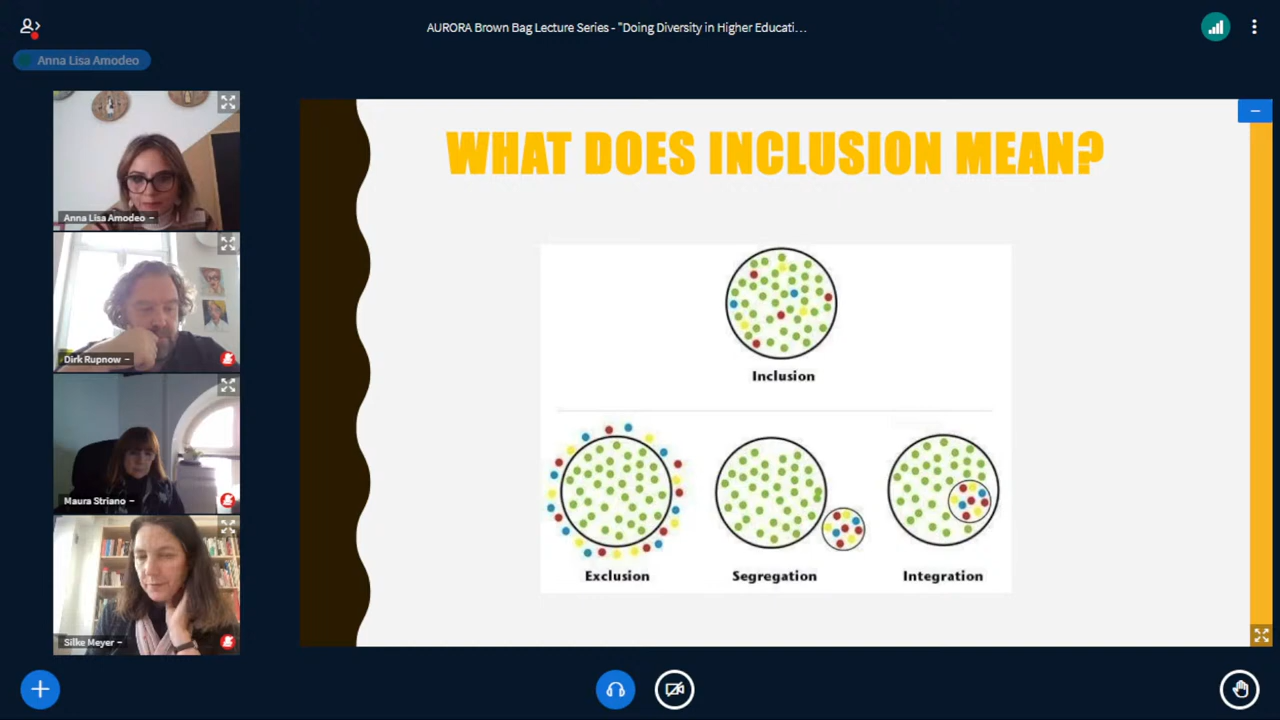 AURORA Brown Bag Lecture Series - "Doing Diversity in Higher Educati…
Anna Lisa Amodeo
Anna Lisa Amodeo
Dirk Rupnow
Maura Striano
Silke Meyer
WHAT DOES INCLUSION MEAN?
Inclusion
Exclusion Segregation Integration